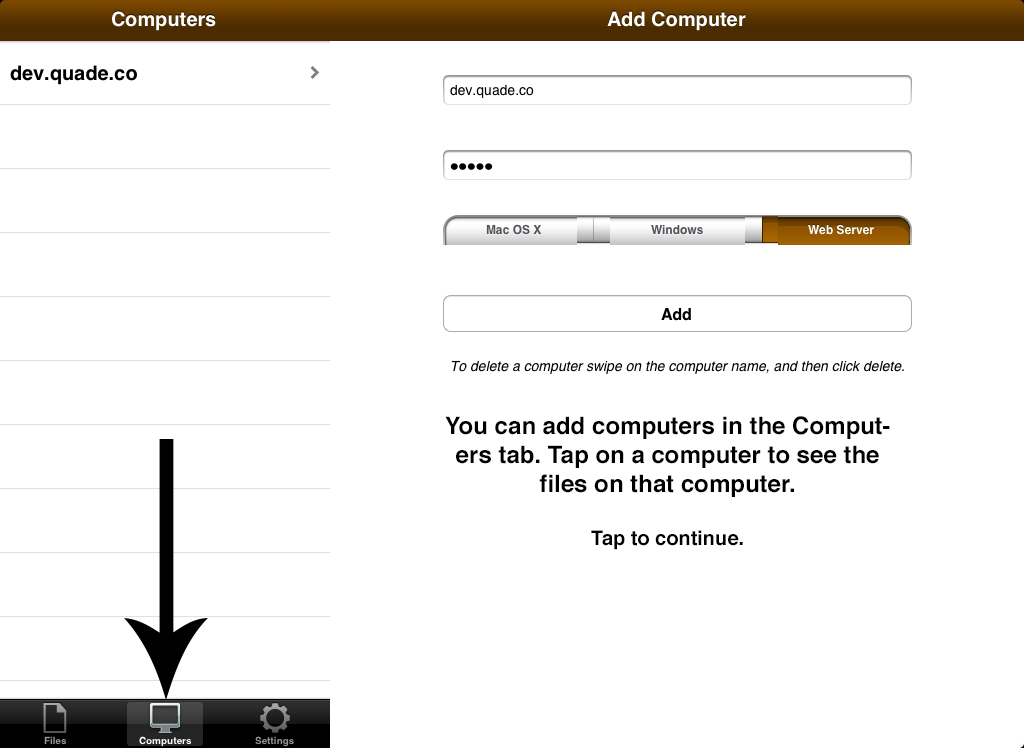 Computers
Add Computer
dev.quade.co
dev.quade.co
•••••
Mac OS X
Windows
Web Server
Add
To delete a computer swipe on the computer name, and then click delete.
You can add computers in the Comput-
ers tab. Tap on a computer to see the
files on that computer.
Tap to continue.
Files
Computers
Settings